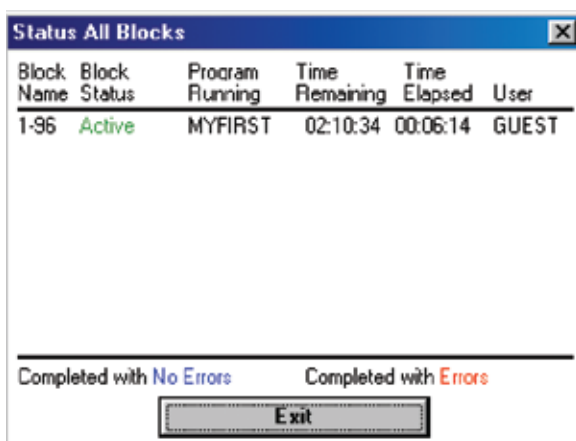 Status All Blocks
Block Block Program Time Time
Name Status Running Remaining Elapsed User
1-96 Active MYFIRST 02:10:34 00:06:14 GUEST
Completed with No Errors Completed with Errors
Exit